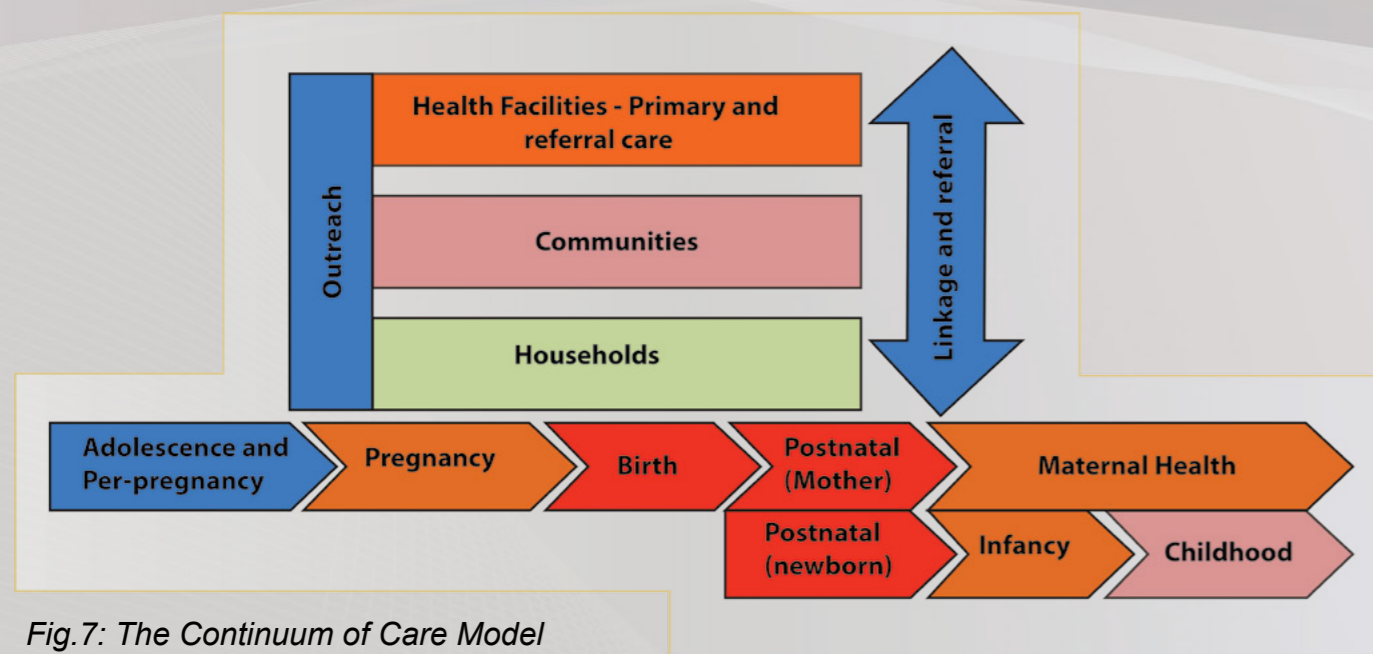 Health Facilities - Primary and
referral care
Outreach
Communities
Households
Linkage and referral
Adolescence and
Per-pregnancy
Pregnancy
Birth
Postnatal
(Mother)
Maternal Health
Postnatal
(newborn)
Infancy
Childhood
Fig.7: The Continuum of Care Model